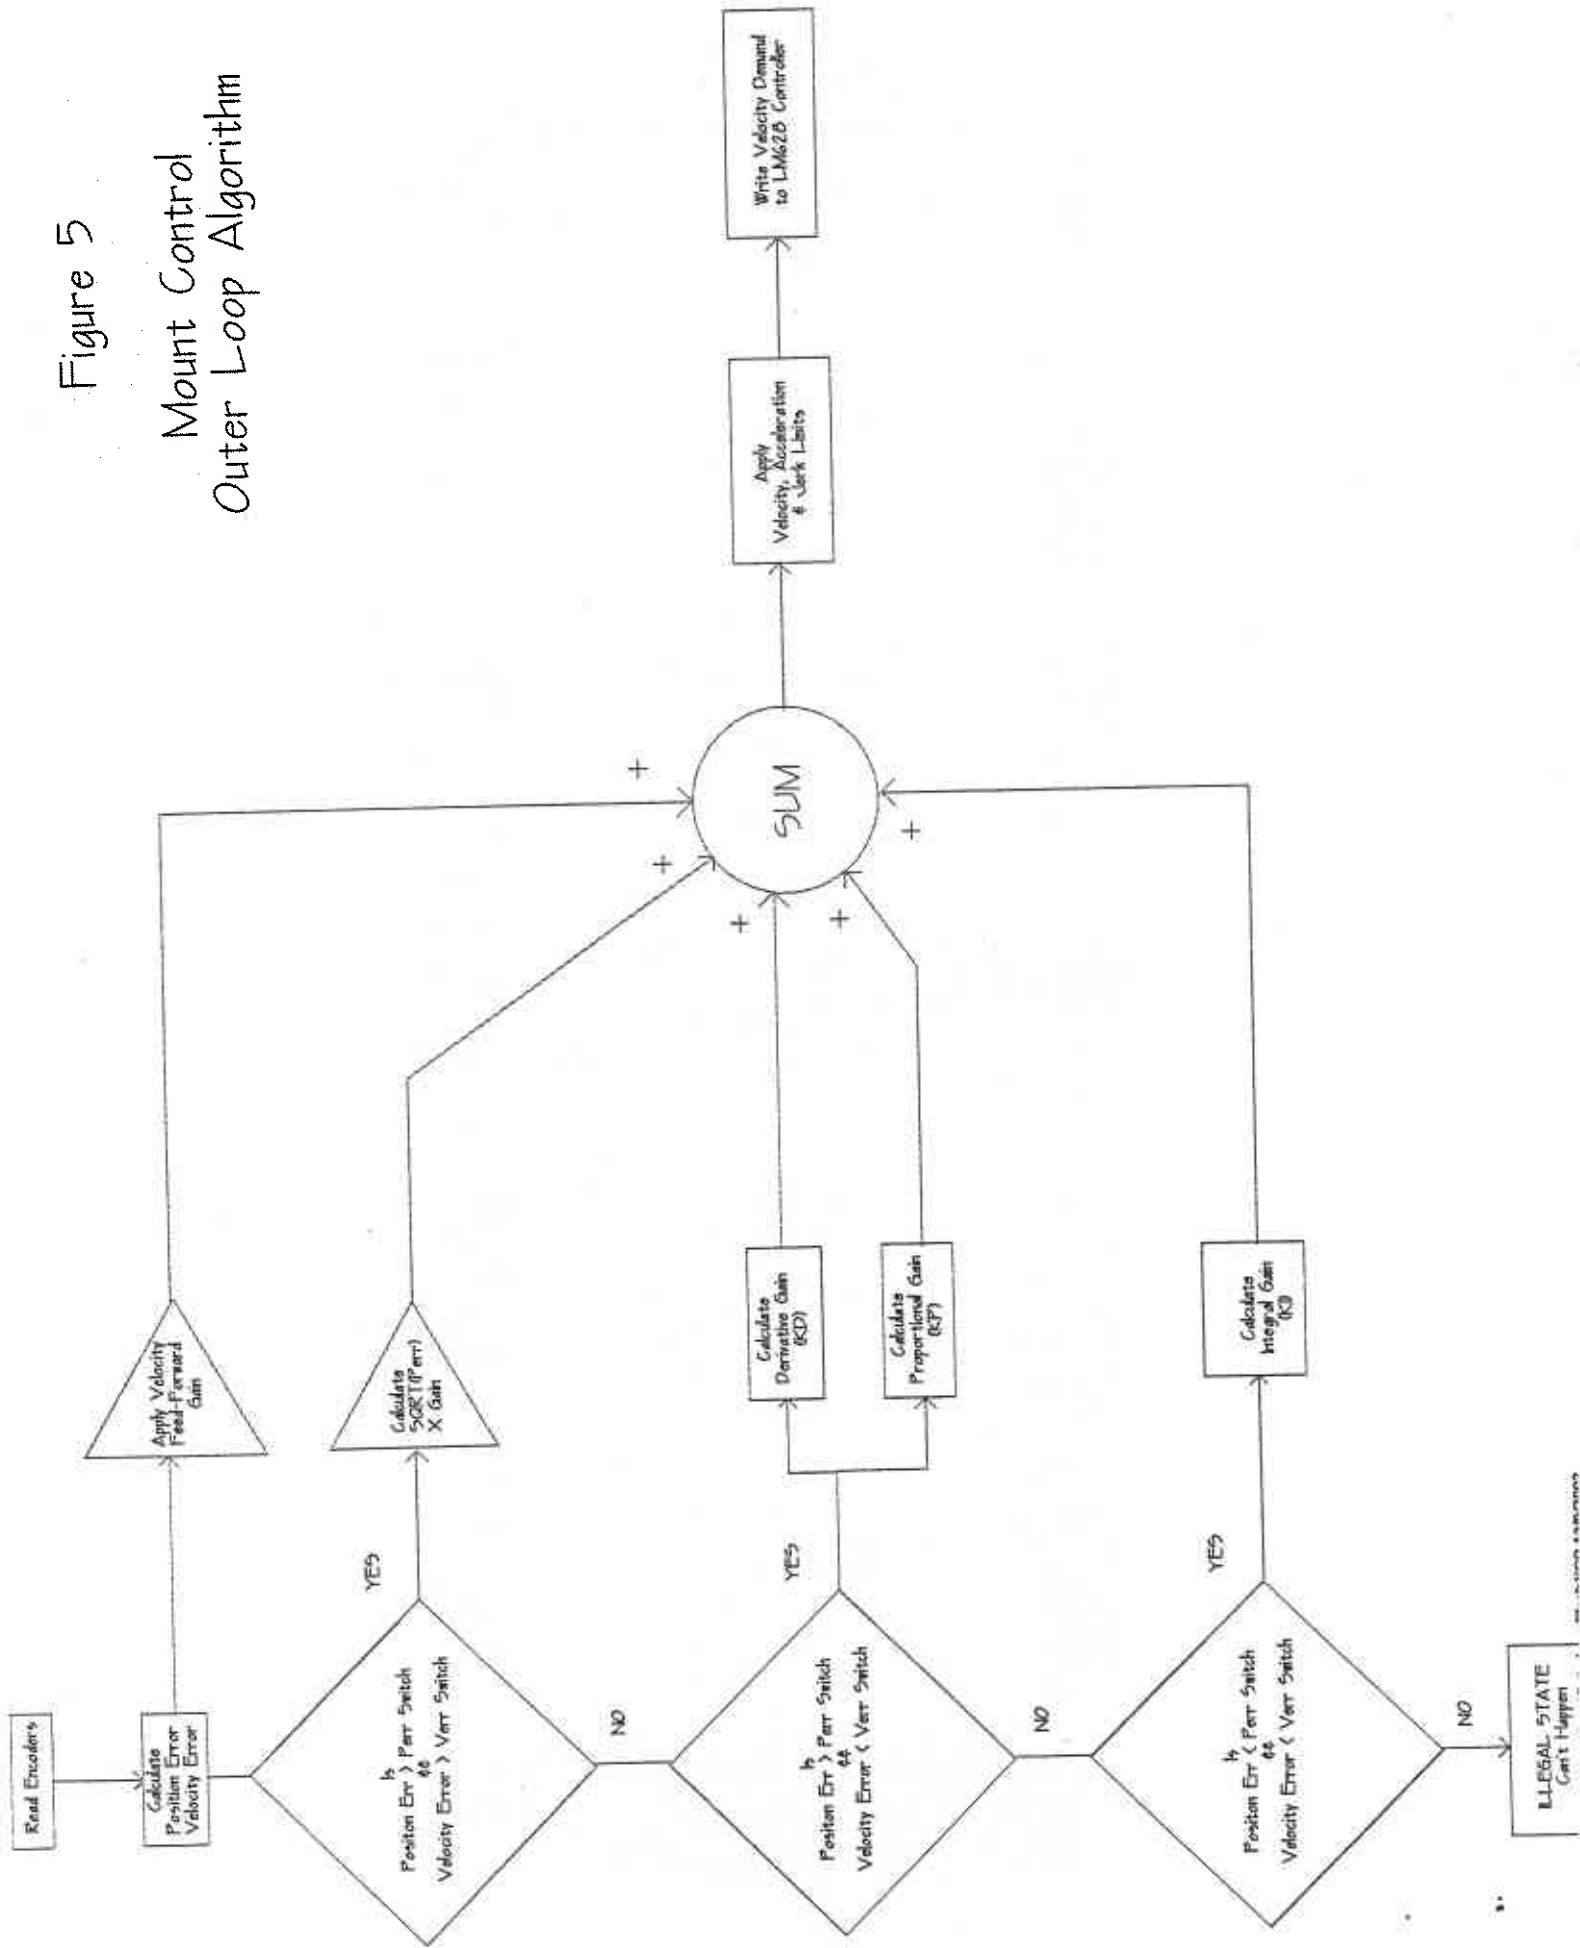 Figure 5
Mount Control
Outer Loop Algorithm
Read Encoders
Calculate
Position Error
Velocity Error
Apply Velocity
Feed-Forward
Gain
Is
Positon Err > Perr Switch
&&
Velocity Error > Verr Switch
YES
Calculate
SQRT(Perr)
X Gain
NO
Is
Positon Err > Perr Switch
&&
Velocity Error < Verr Switch
YES
Calculate
Derivative Gain
(KD)
Calculate
Proportional Gain
(KP)
NO
Is
Positon Err < Perr Switch
&&
Velocity Error < Verr Switch
YES
Calculate
Integral Gain
(KI)
NO
ILLEGAL STATE
Can't Happen
+
+
+
+
+
SUM
Apply
Velocity, Acceleration
& Jerk Limits
Write Velocity Demand
to LM628 Controller